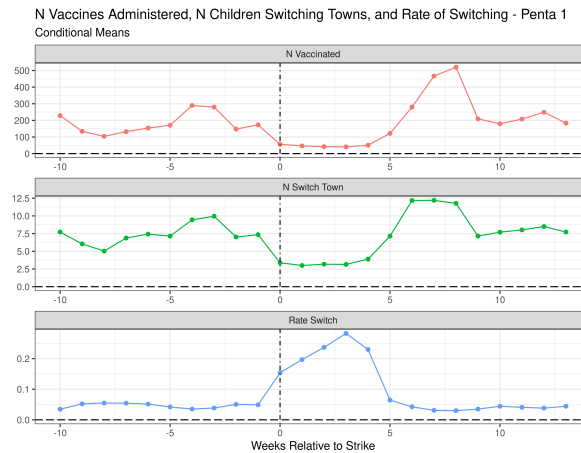 N Vaccines Administered, N Children Switching Towns, and Rate of Switching - Penta 1
Conditional Means
N Vaccinated
500
400
300
200
100
0
-10 -5 0 5 10
N Switch Town
12.5
10.0
7.5
5.0
2.5
0.0
-10 -5 0 5 10
Rate Switch
0.2
0.1
0.0
-10 -5 0 5 10
Weeks Relative to Strike